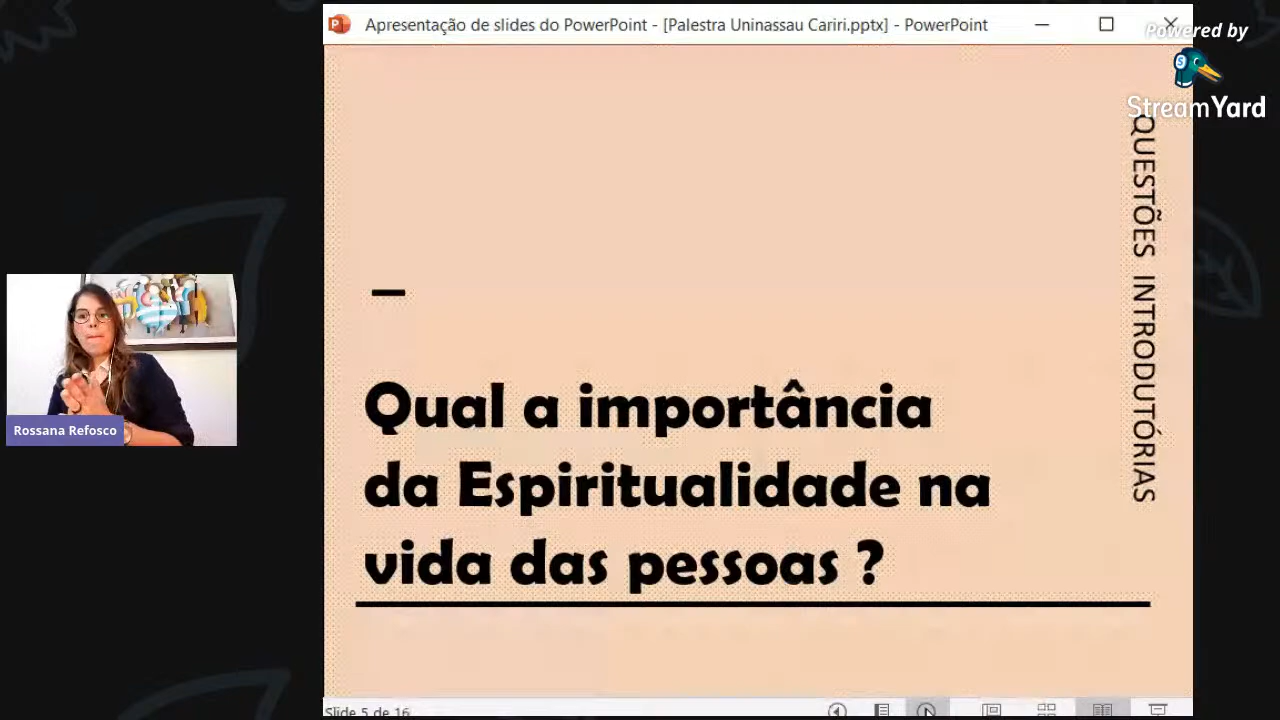 Apresentação de slides do PowerPoint - [Palestra Uninassau Cariri.pptx] - PowerPoint
Powered by
StreamYard
QUESTÕES INTRODUTÓRIAS
Qual a importância
da Espiritualidade na
vida das pessoas ?
Rossana Refosco
Slide 5 de 16